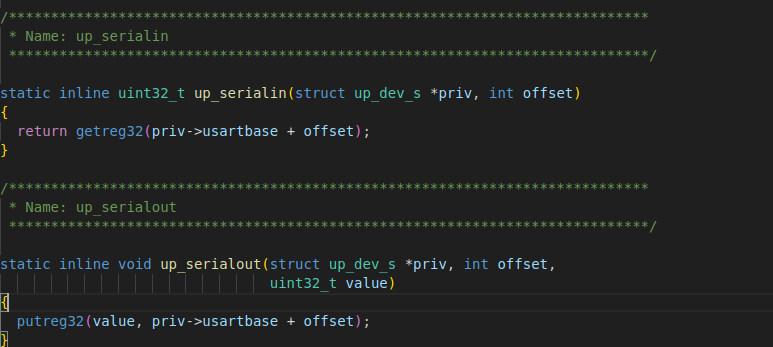 /****************************************************************************
 * Name: up_serialin
 ****************************************************************************/
static inline uint32_t up_serialin(struct up_dev_s *priv, int offset)
{
  return getreg32(priv->usartbase + offset);
}
/****************************************************************************
 * Name: up_serialout
 ****************************************************************************/
static inline void up_serialout(struct up_dev_s *priv, int offset,
                                uint32_t value)
{
  putreg32(value, priv->usartbase + offset);
}